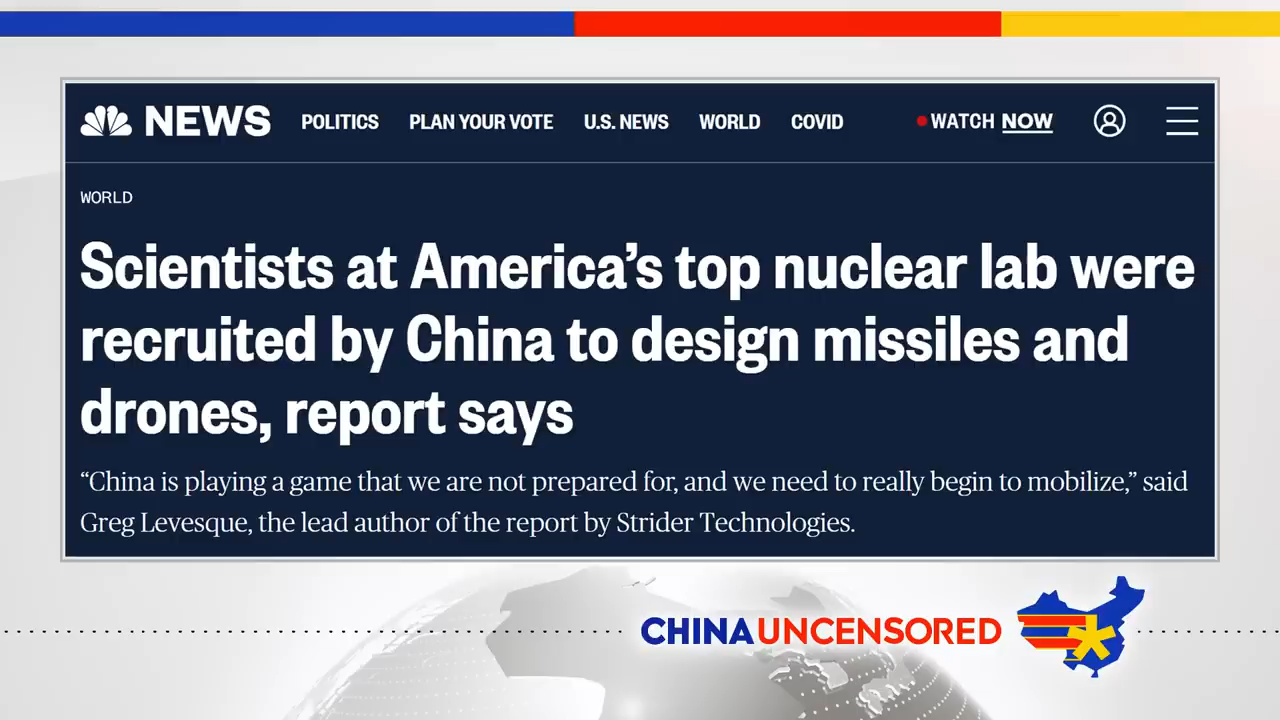 NEWS POLITICS PLAN YOUR VOTE U.S. NEWS WORLD COVID WATCH NOW
WORLD
Scientists at America’s top nuclear lab were
recruited by China to design missiles and
drones, report says
“China is playing a game that we are not prepared for, and we need to really begin to mobilize,” said
Greg Levesque, the lead author of the report by Strider Technologies.
CHINA UNCENSORED